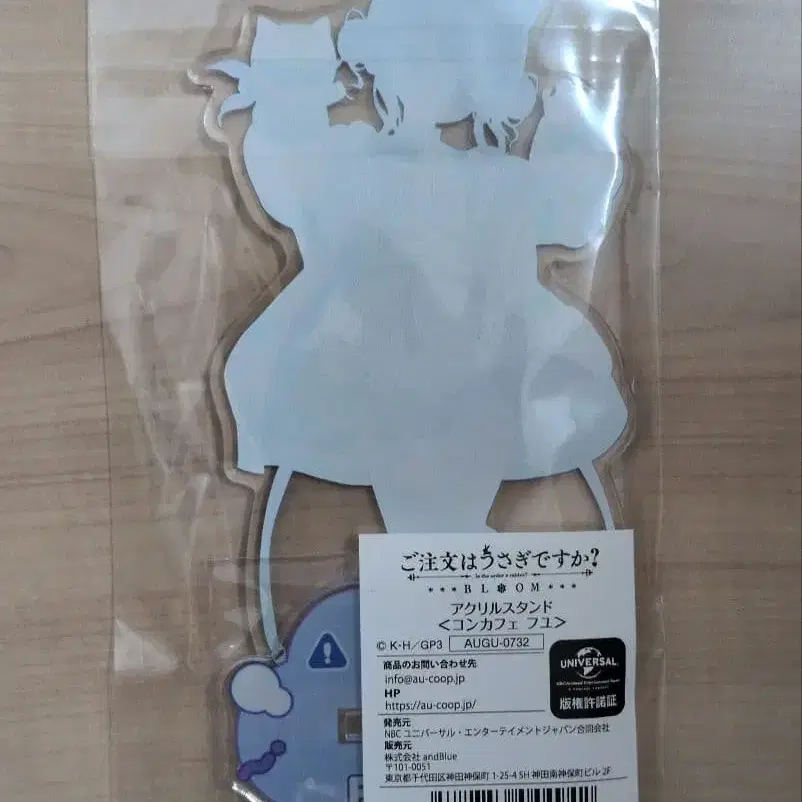 ご注文はうさぎですか?
Is the order a rabbit?
BLOOM
アクリルスタンド
<コンカフェ フユ>
© K-H/GP3 AUGU-0732
商品のお問い合わせ先
info@au-coop.jp
HP
https://au-coop.jp/
UNIVERSAL
版権許諾証
発売元
NBC ユニバーサル・エンターテイメントジャパン合同会社
販売元
株式会社 andBlue
〒101-0051
東京都千代田区神田神保町 1-25-4 SH 神田南神保町ビル 2F